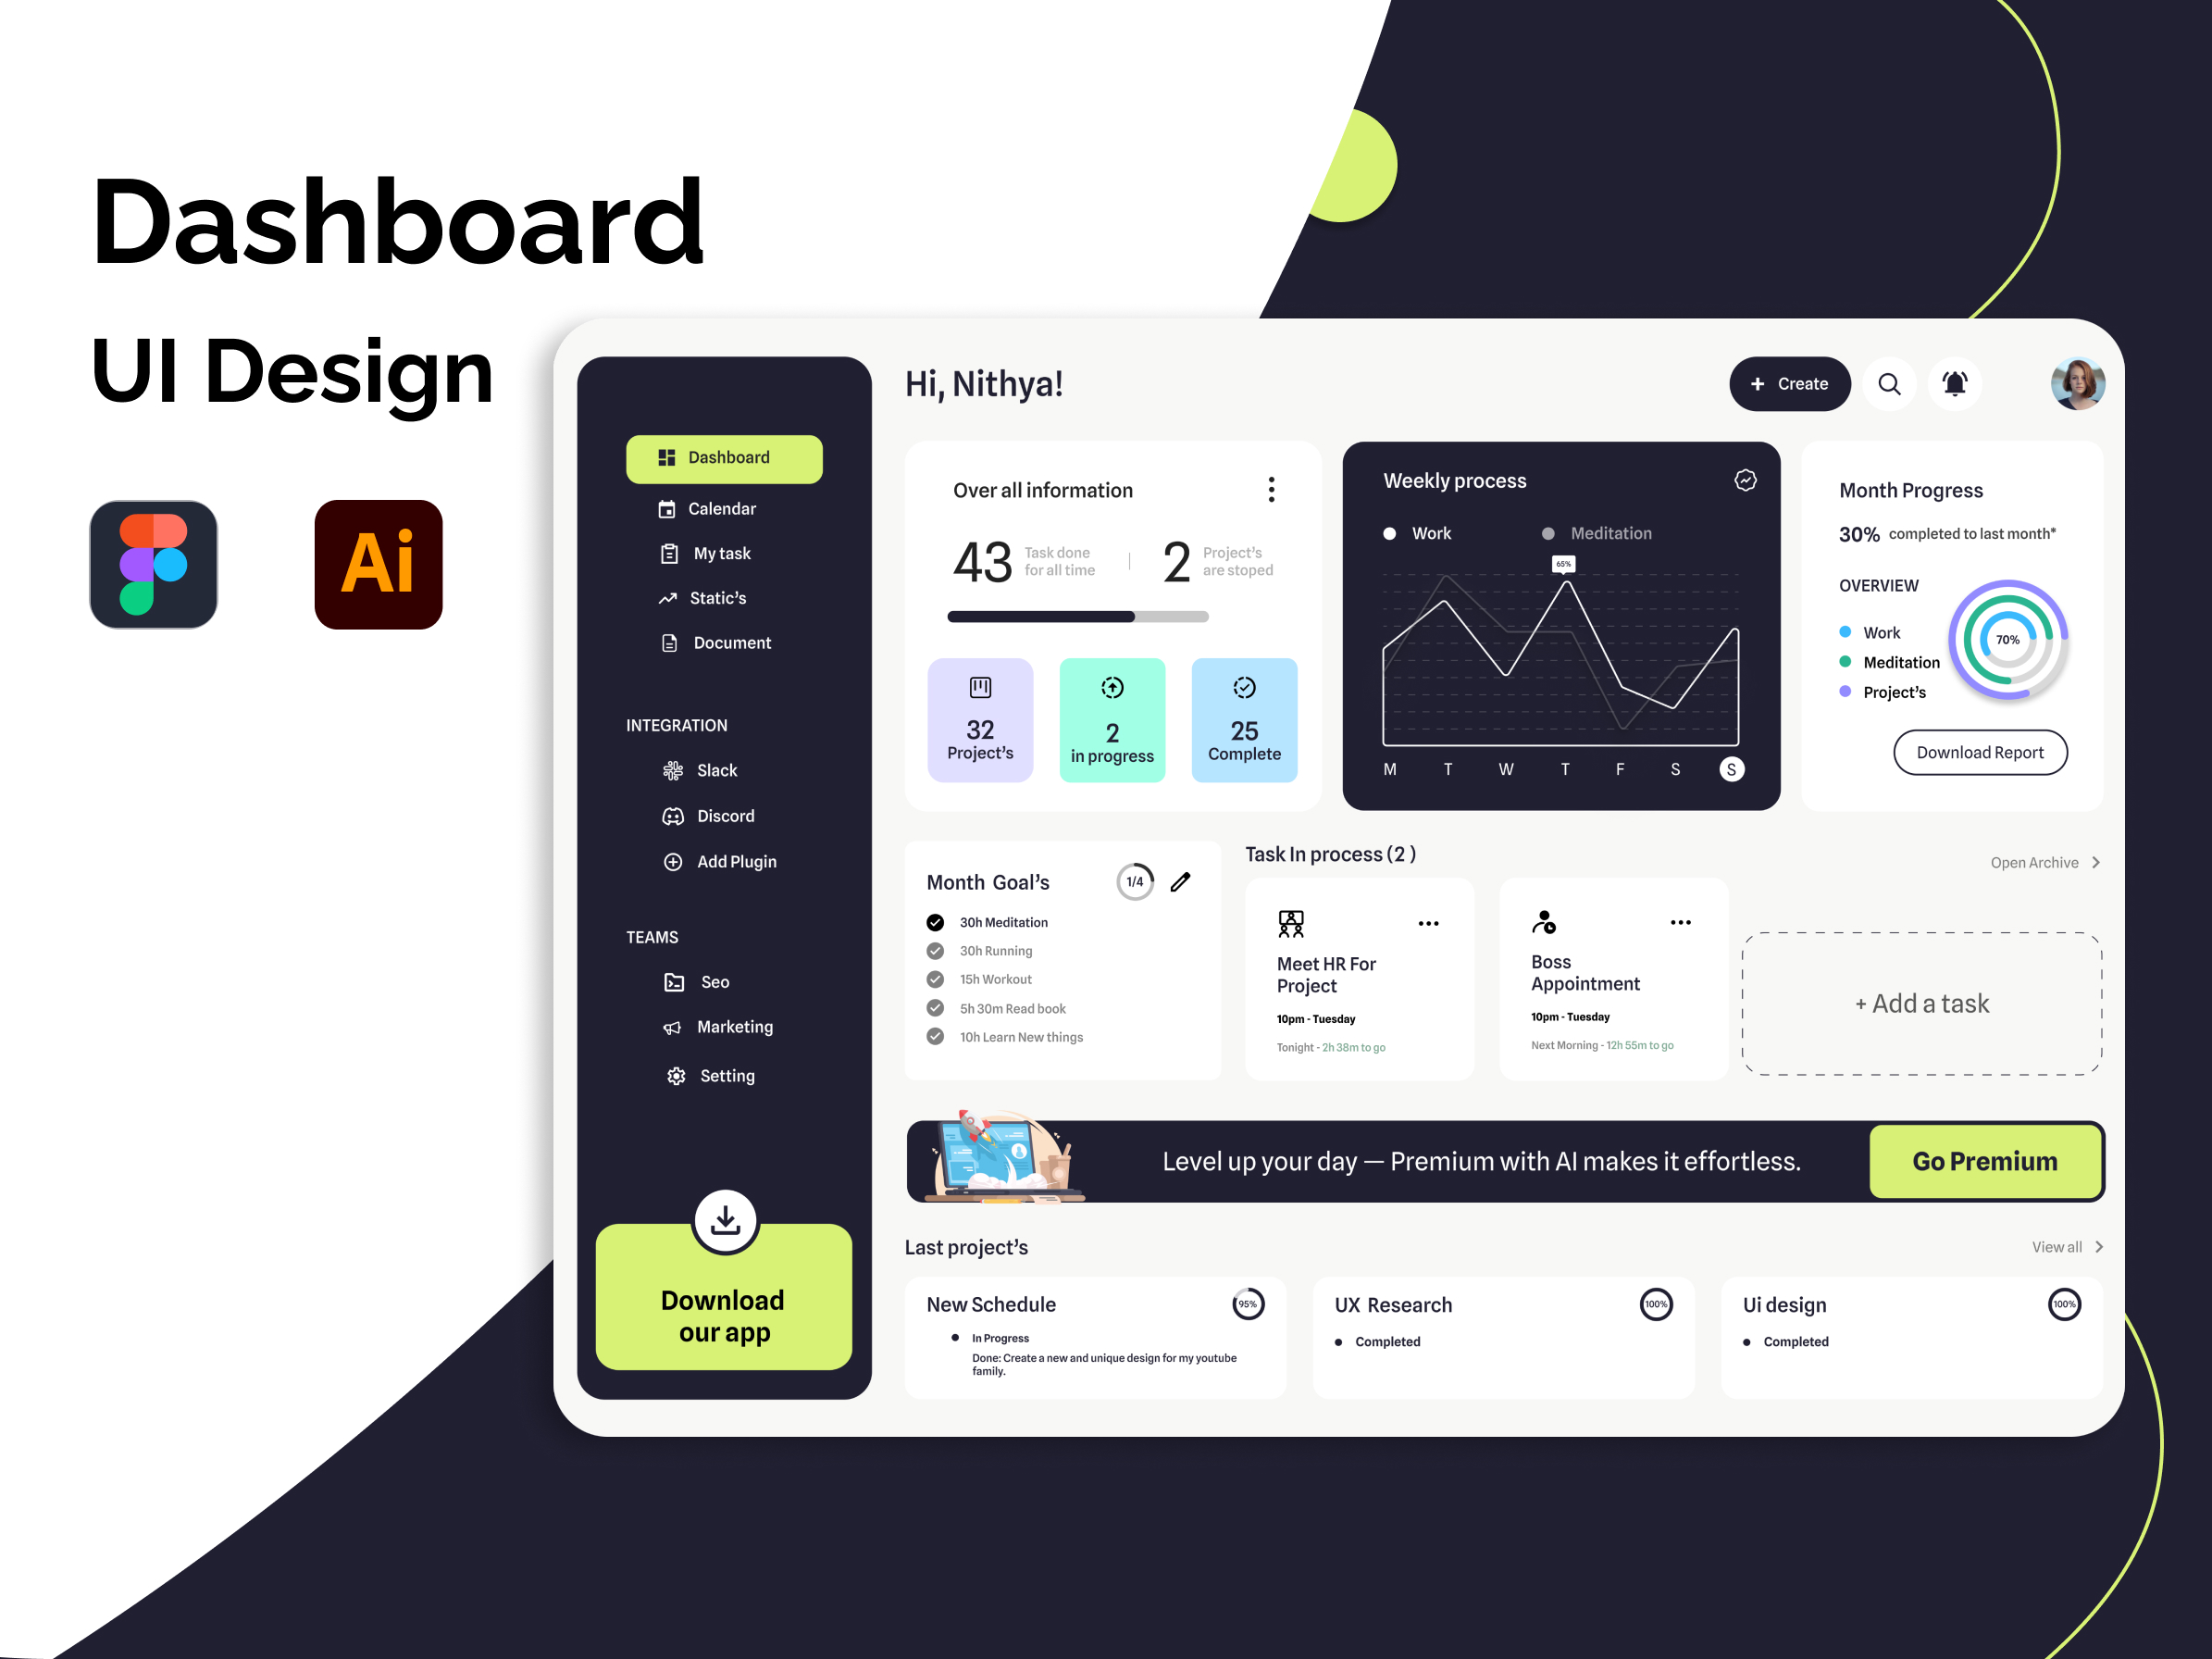 Dashboard
UI Design
Ai
Dashboard
Calendar
My task
Static's
Document
INTEGRATION
Slack
Discord
Add Plugin
TEAMS
Seo
Marketing
Setting
Download
our app
Hi, Nithya!
+ Create
Over all information
43 Task done
for all time
2 Project's
are stoped
32
Project's
2
in progress
25
Complete
Weekly process
Work
Meditation
65%
M T W T F S S
Month Progress
30% completed to last month*
OVERVIEW
Work
Meditation
Project's
70%
Download Report
Month Goal's
1/4
30h Meditation
30h Running
15h Workout
5h 30m Read book
10h Learn New things
Task In process (2 )
Open Archive
Meet HR For
Project
10pm - Tuesday
Tonight - 2h 38m to go
Boss
Appointment
10pm - Tuesday
Next Morning - 12h 55m to go
+ Add a task
Level up your day — Premium with AI makes it effortless.
Go Premium
Last project's
View all
New Schedule
95%
In Progress
Done: Create a new and unique design for my youtube
family.
UX Research
100%
Completed
Ui design
100%
Completed